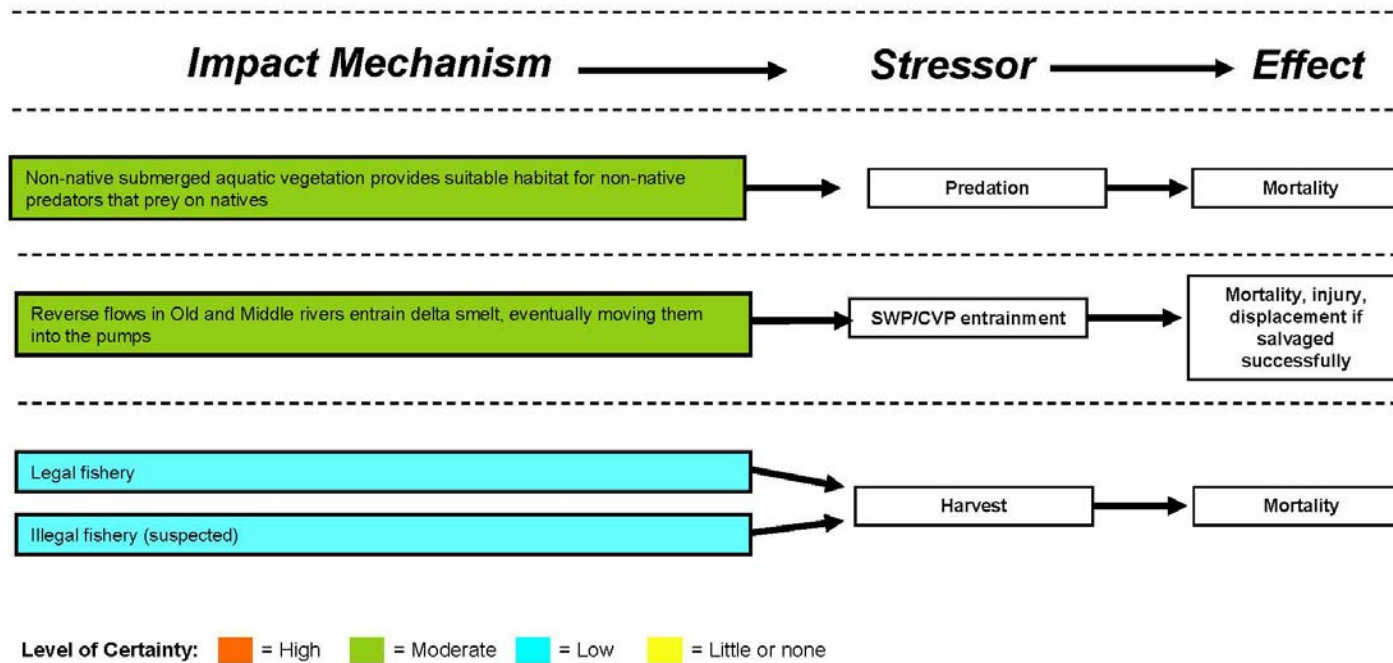 Impact Mechanism Stressor Effect
Non-native submerged aquatic vegetation provides suitable habitat for non-native
predators that prey on natives
Predation
Mortality
Reverse flows in Old and Middle rivers entrain delta smelt, eventually moving them
into the pumps
SWP/CVP entrainment
Mortality, injury,
displacement if
salvaged
successfully
Legal fishery
Illegal fishery (suspected)
Harvest
Mortality
Level of Certainty: = High = Moderate = Low = Little or none